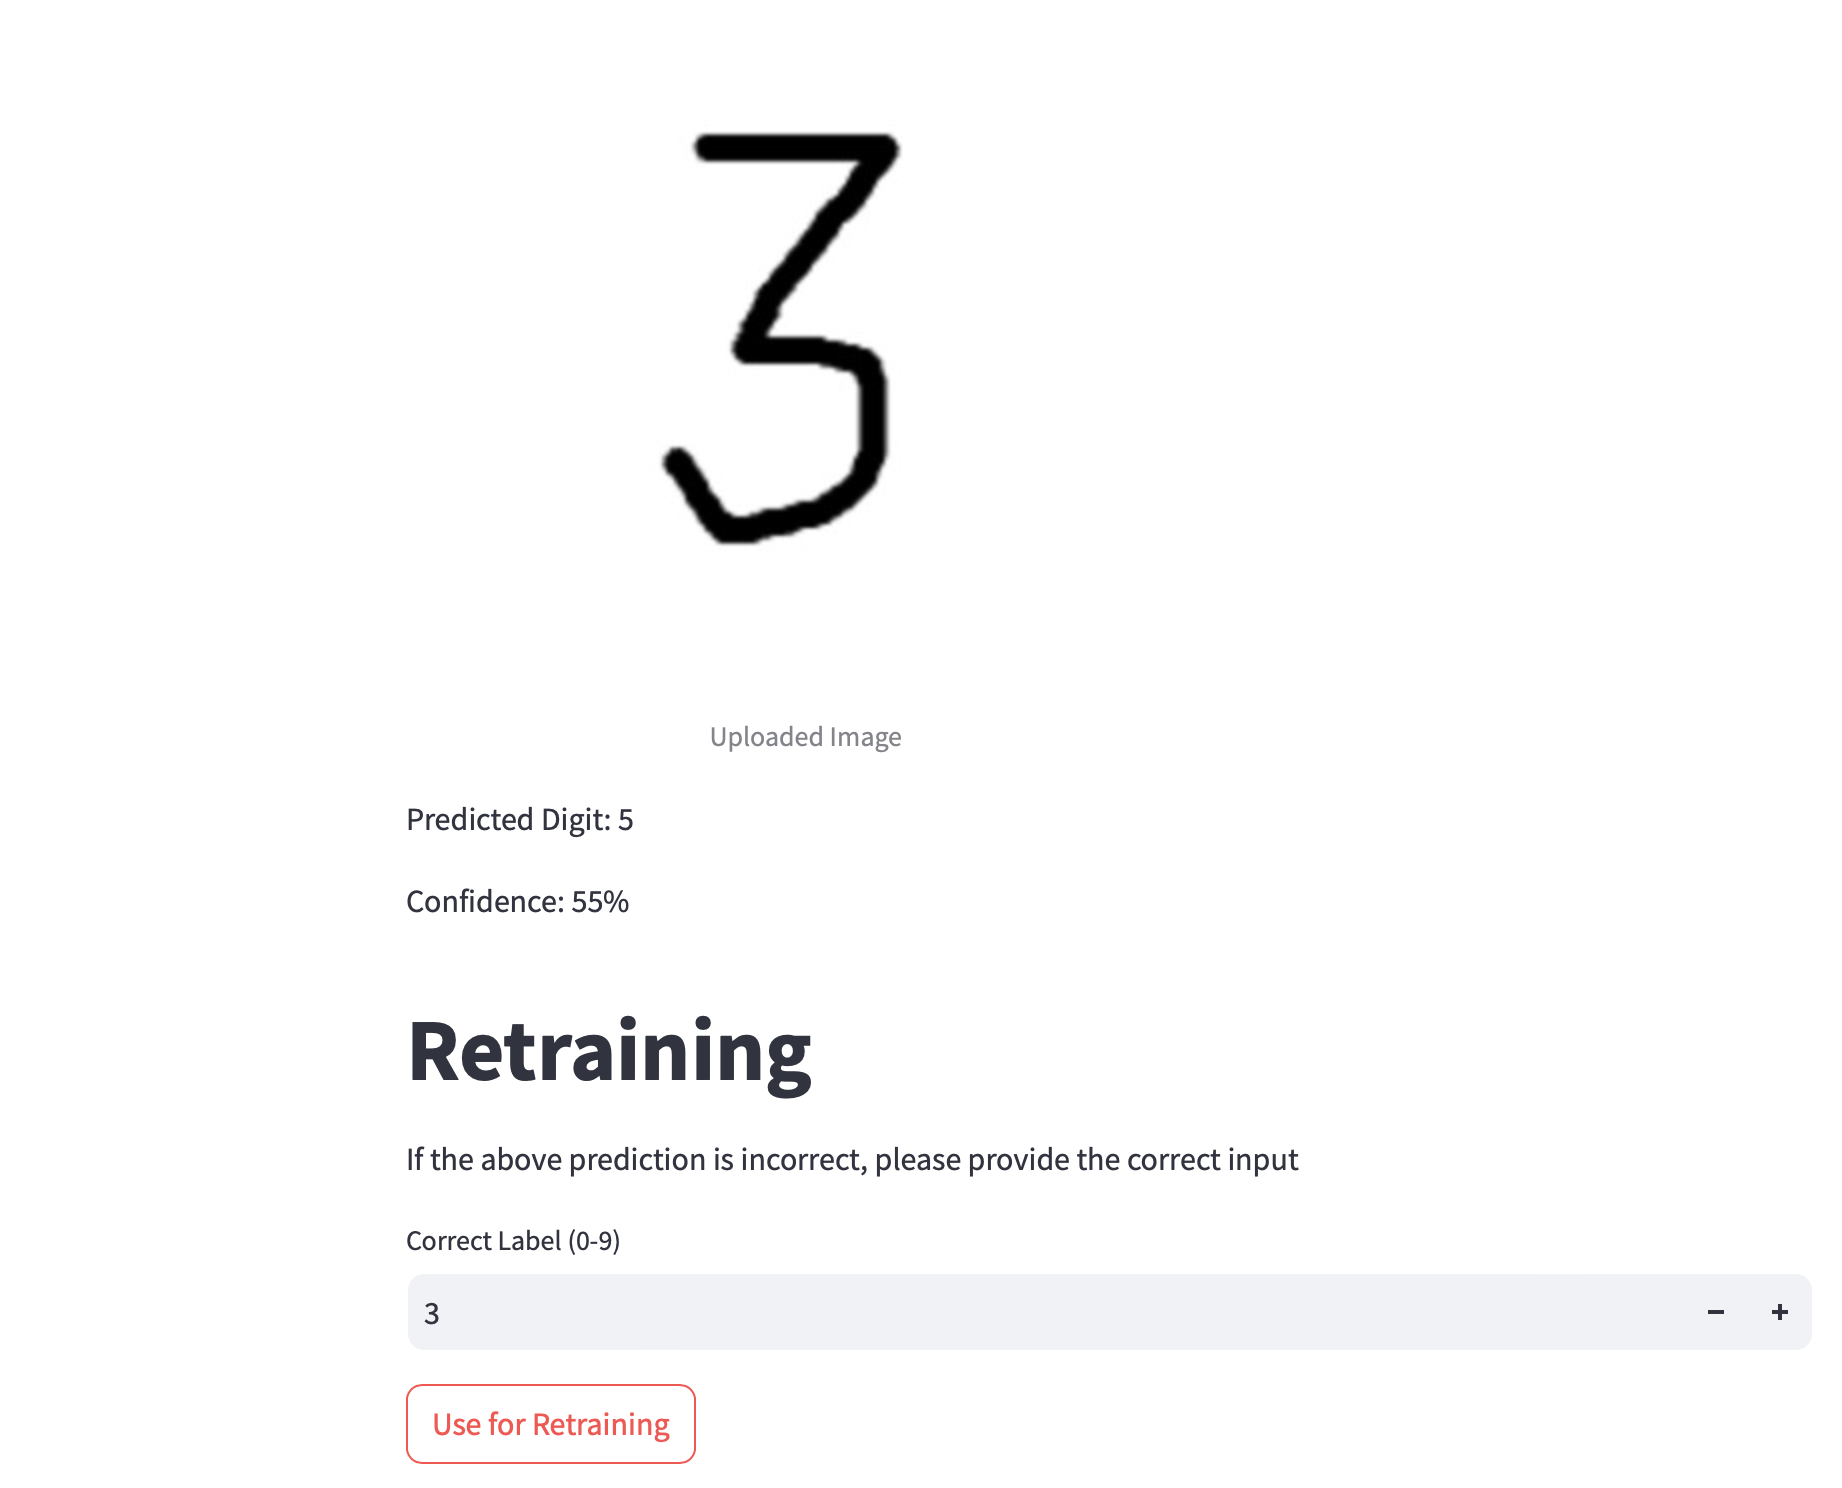 3
Uploaded Image
Predicted Digit: 5
Confidence: 55%
Retraining
If the above prediction is incorrect, please provide the correct input
Correct Label (0-9)
3 − +
Use for Retraining